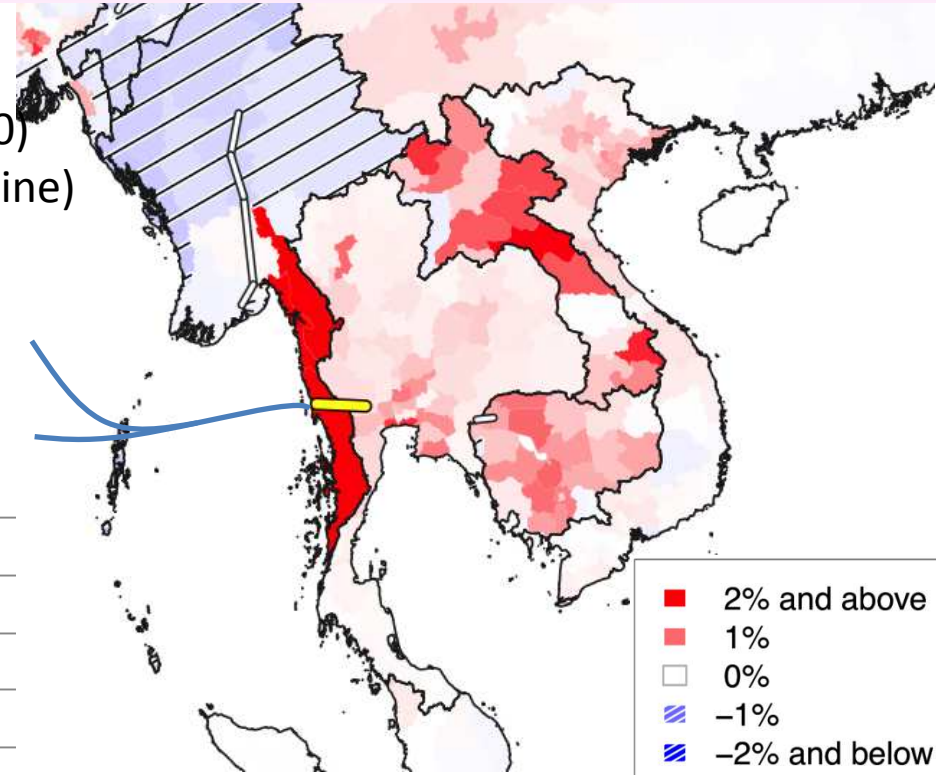 0)
ine)
2% and above
1%
0%
−1%
−2% and below